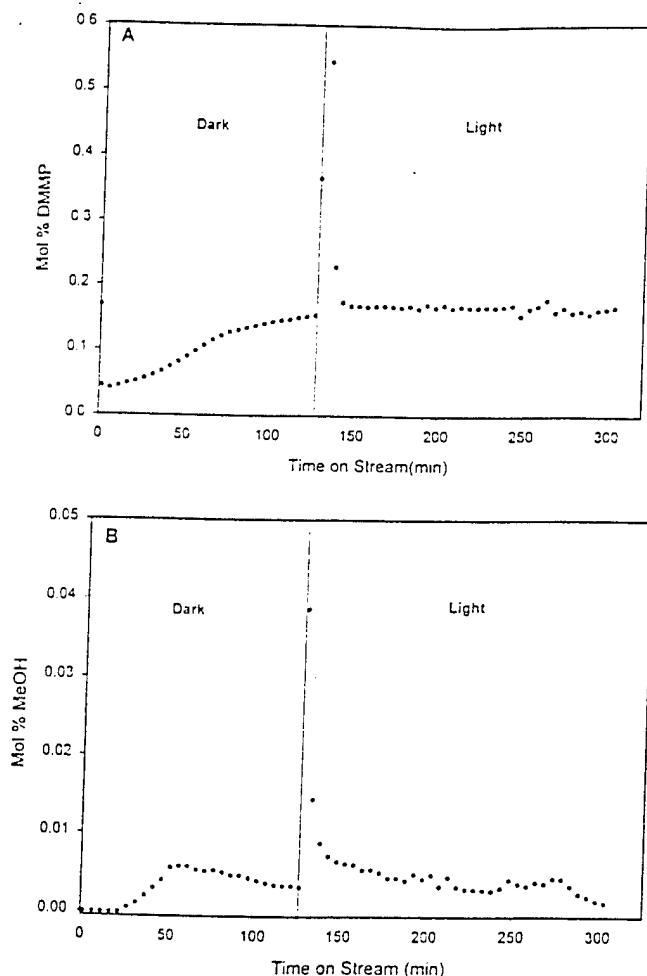 0.6
A
0.5
Dark
Light
0.4
Mol % DMMP
0.3
0.2
0.1
0.0
0 50 100 150 200 250 300
Time on Stream(min)
0.05
B
0.04
Dark
Light
0.03
Mol % MeOH
0.02
0.01
0.00
0 50 100 150 200 250 300
Time on Stream (min)